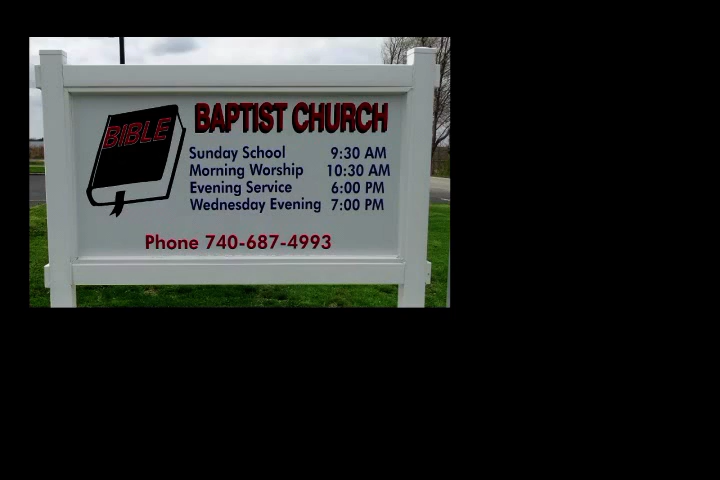 BIBLE
BAPTIST CHURCH
Sunday School 9:30 AM
Morning Worship 10:30 AM
Evening Service 6:00 PM
Wednesday Evening 7:00 PM
Phone 740-687-4993